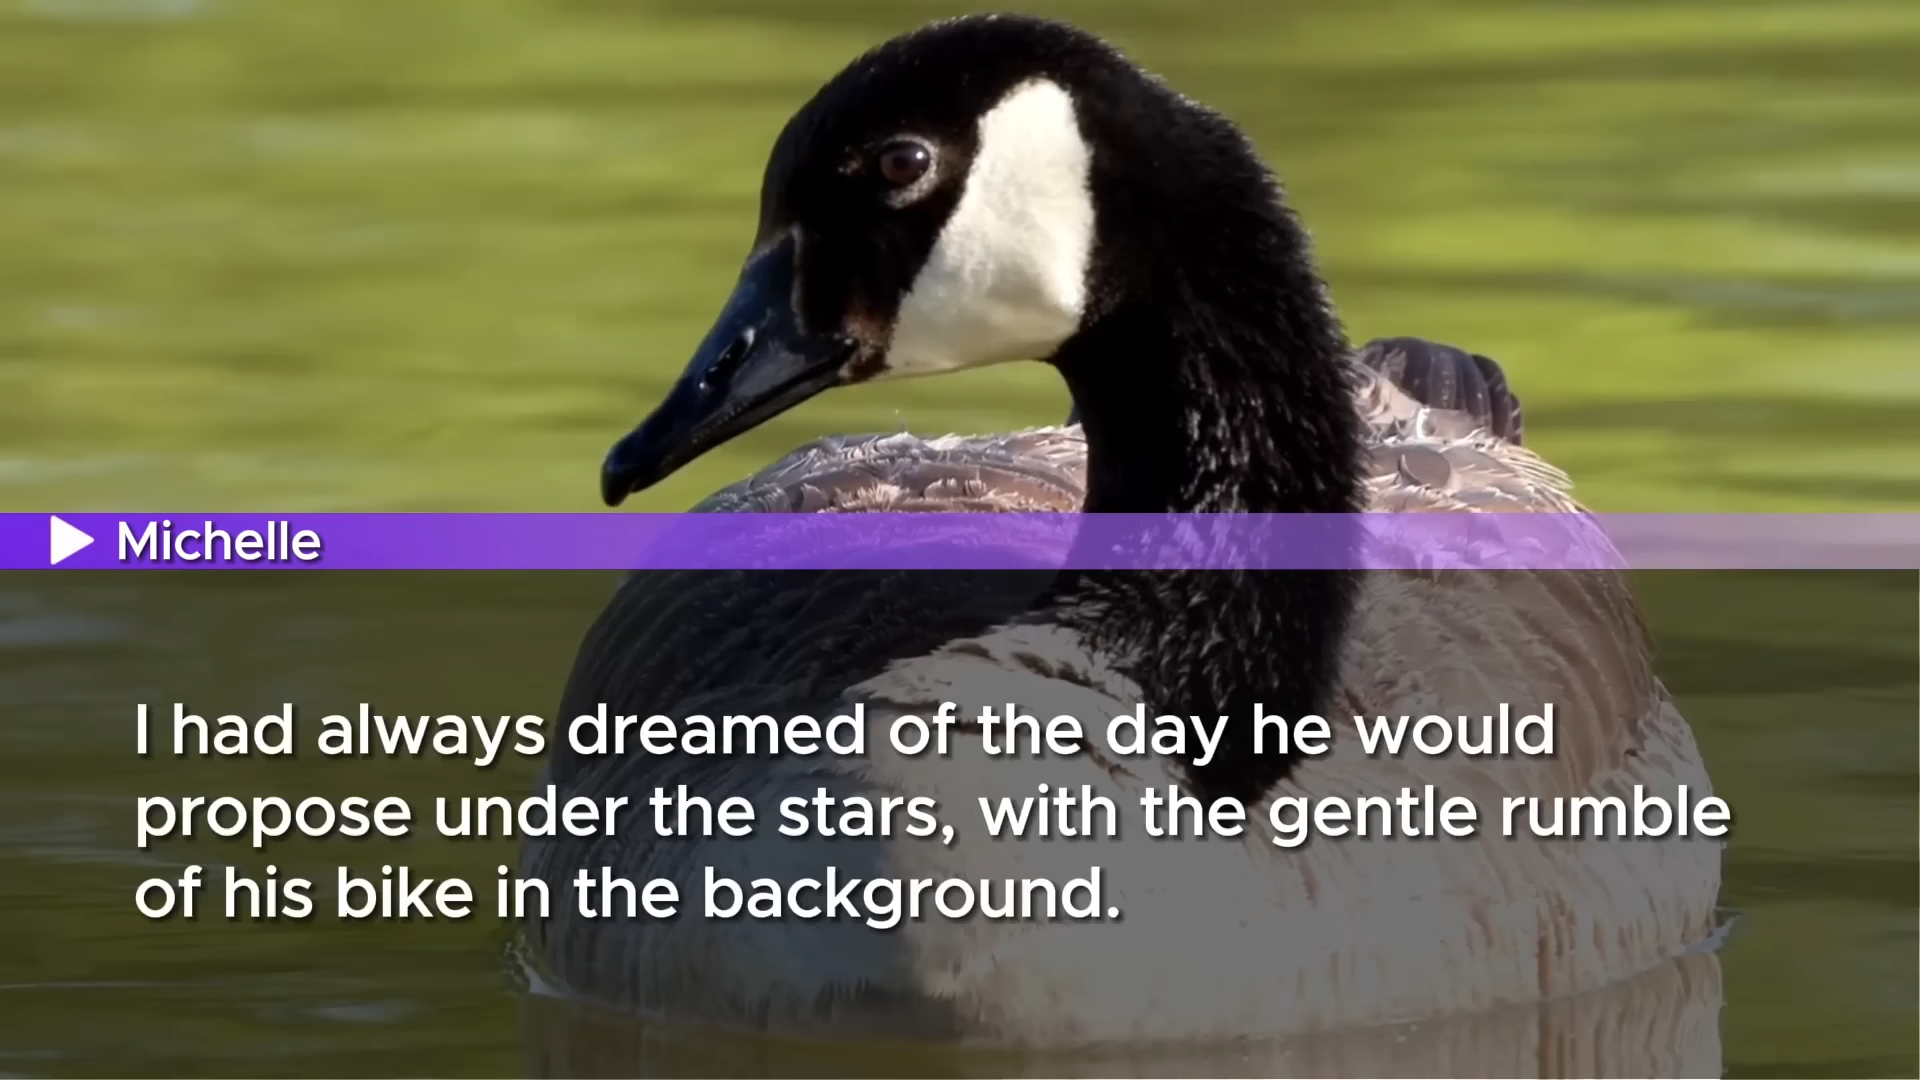 Michelle
I had always dreamed of the day he would
propose under the stars, with the gentle rumble
of his bike in the background.